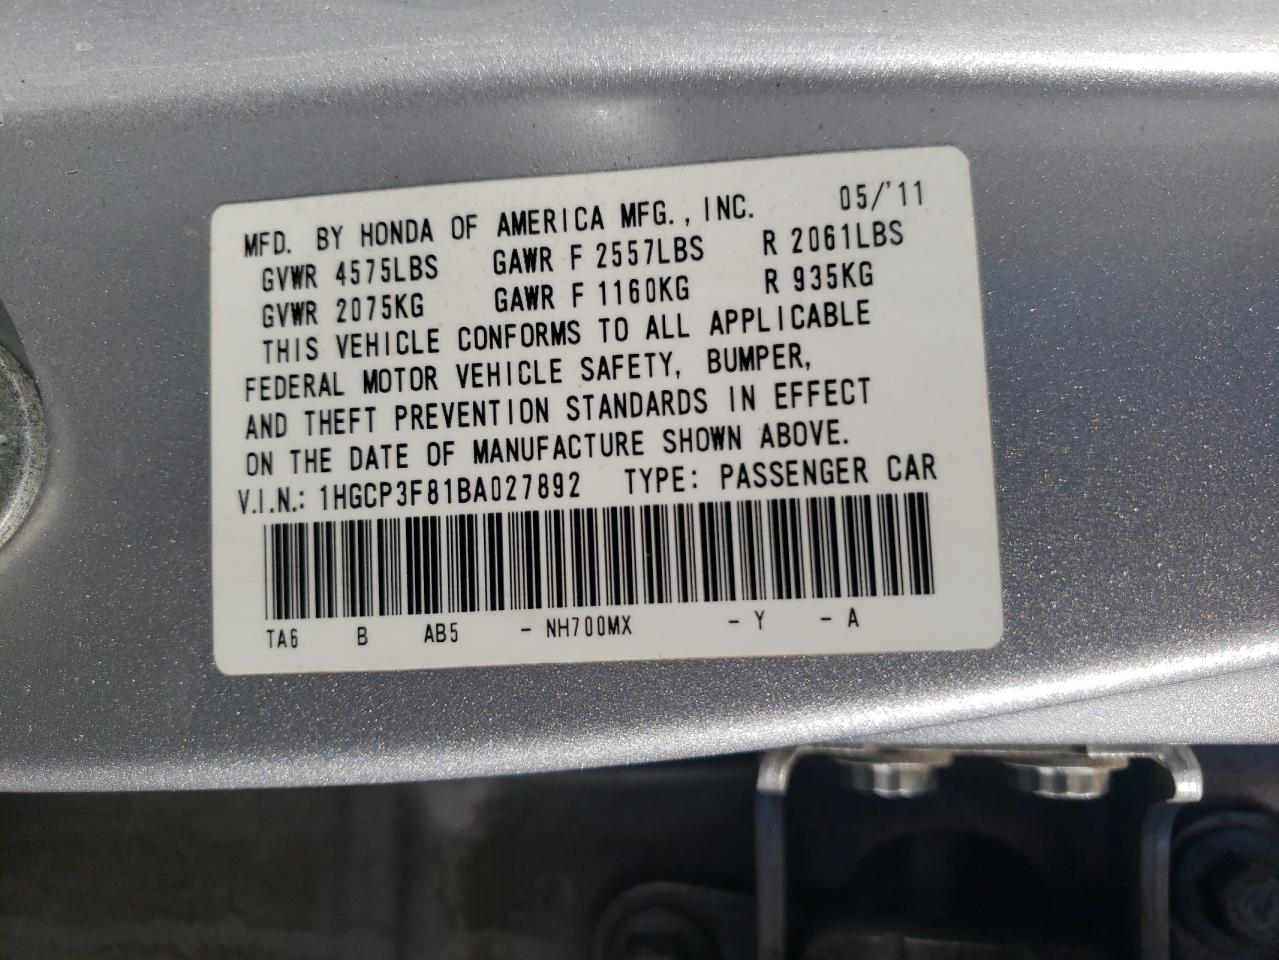 MFD. BY HONDA OF AMERICA MFG., INC. 05/'11
GVWR 4575LBS GAWR F 2557LBS R 2061LBS
GVWR 2075KG GAWR F 1160KG R 935KG
THIS VEHICLE CONFORMS TO ALL APPLICABLE
FEDERAL MOTOR VEHICLE SAFETY, BUMPER,
AND THEFT PREVENTION STANDARDS IN EFFECT
ON THE DATE OF MANUFACTURE SHOWN ABOVE.
V.I.N.: 1HGCP3F81BA027892 TYPE: PASSENGER CAR
TA6 B AB5 - NH700MX - Y - A